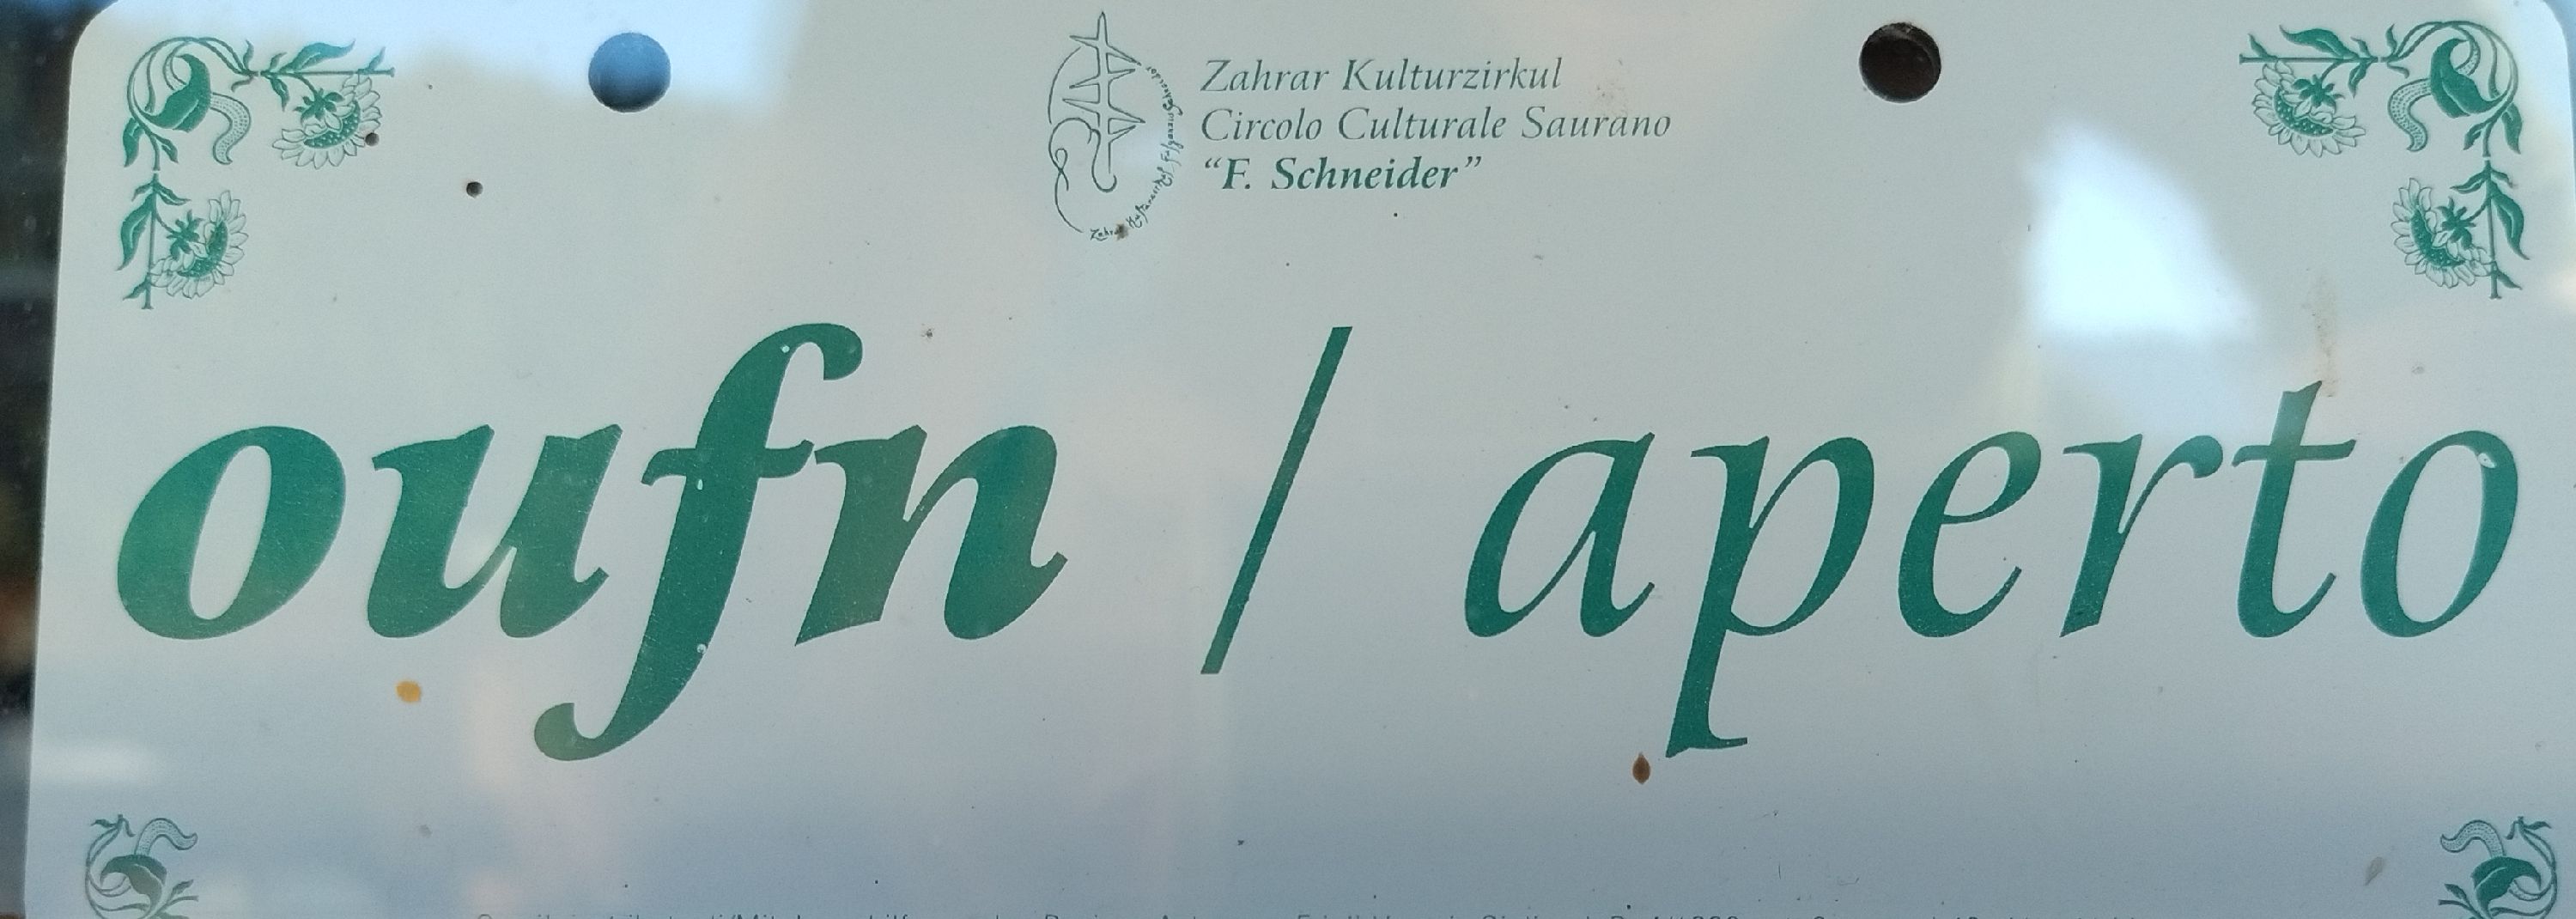 Zahrar Kulturzirkul
Circolo Culturale Saurano
“F. Schneider”
oufn / aperto